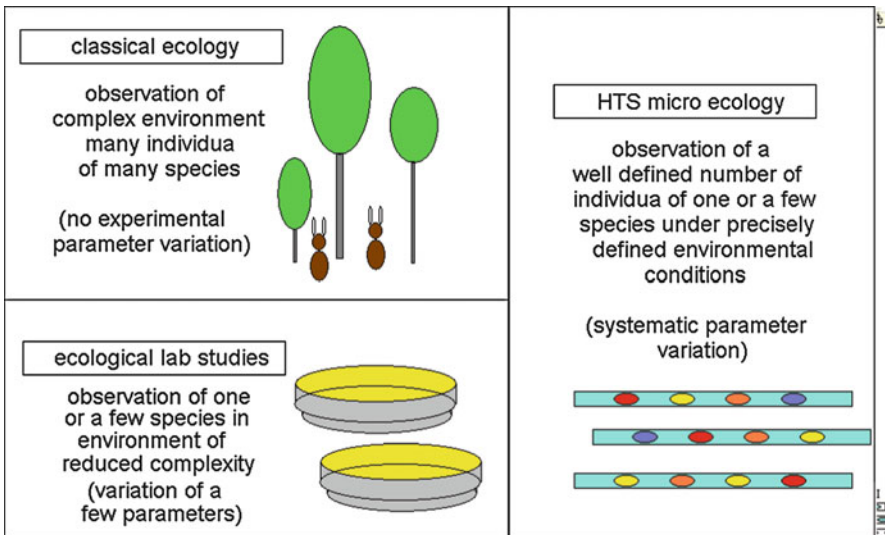 classical ecology
observation of
complex environment
many individua
of many species
(no experimental
parameter variation)
ecological lab studies
observation of one
or a few species in
environment of
reduced complexity
(variation of a
few parameters)
HTS micro ecology
observation of a
well defined number of
individua of one or a few
species under precisely
defined environmental
conditions
(systematic parameter
variation)